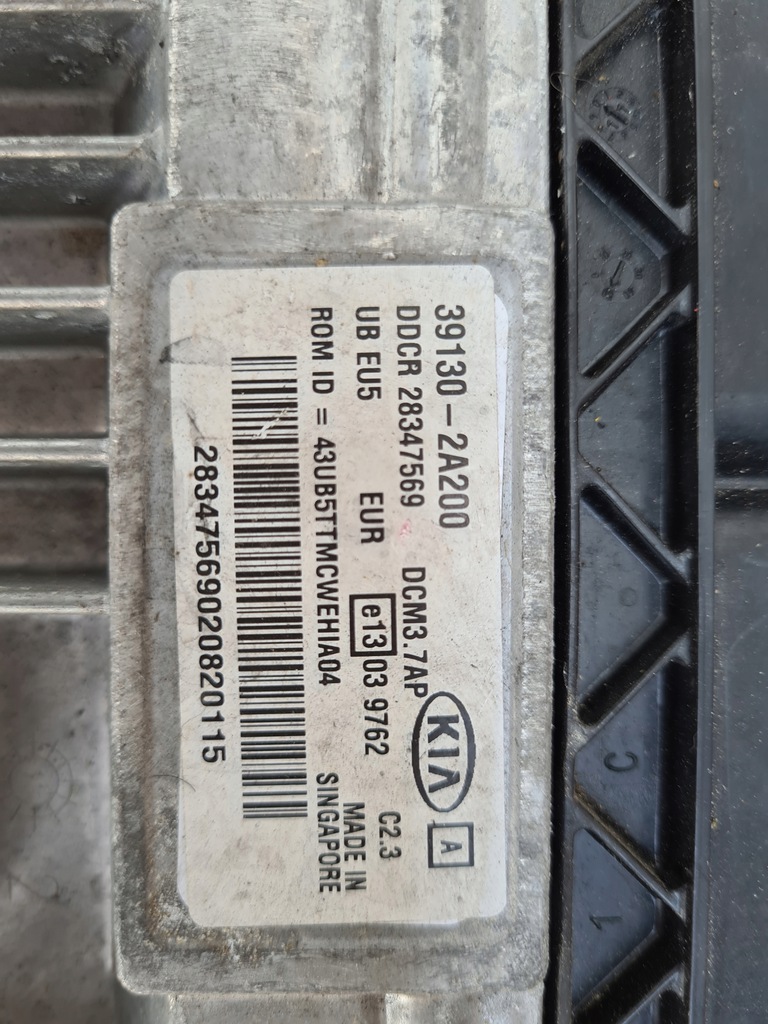 39130-2A200 KIA A
DDCR 28347569 DCM3.7AP
UB EU5 EUR e13 03 9762 C2.3
ROM ID = 43UB5TTMCWEHIA04 MADE IN
SINGAPORE
28347569020820115
C
1